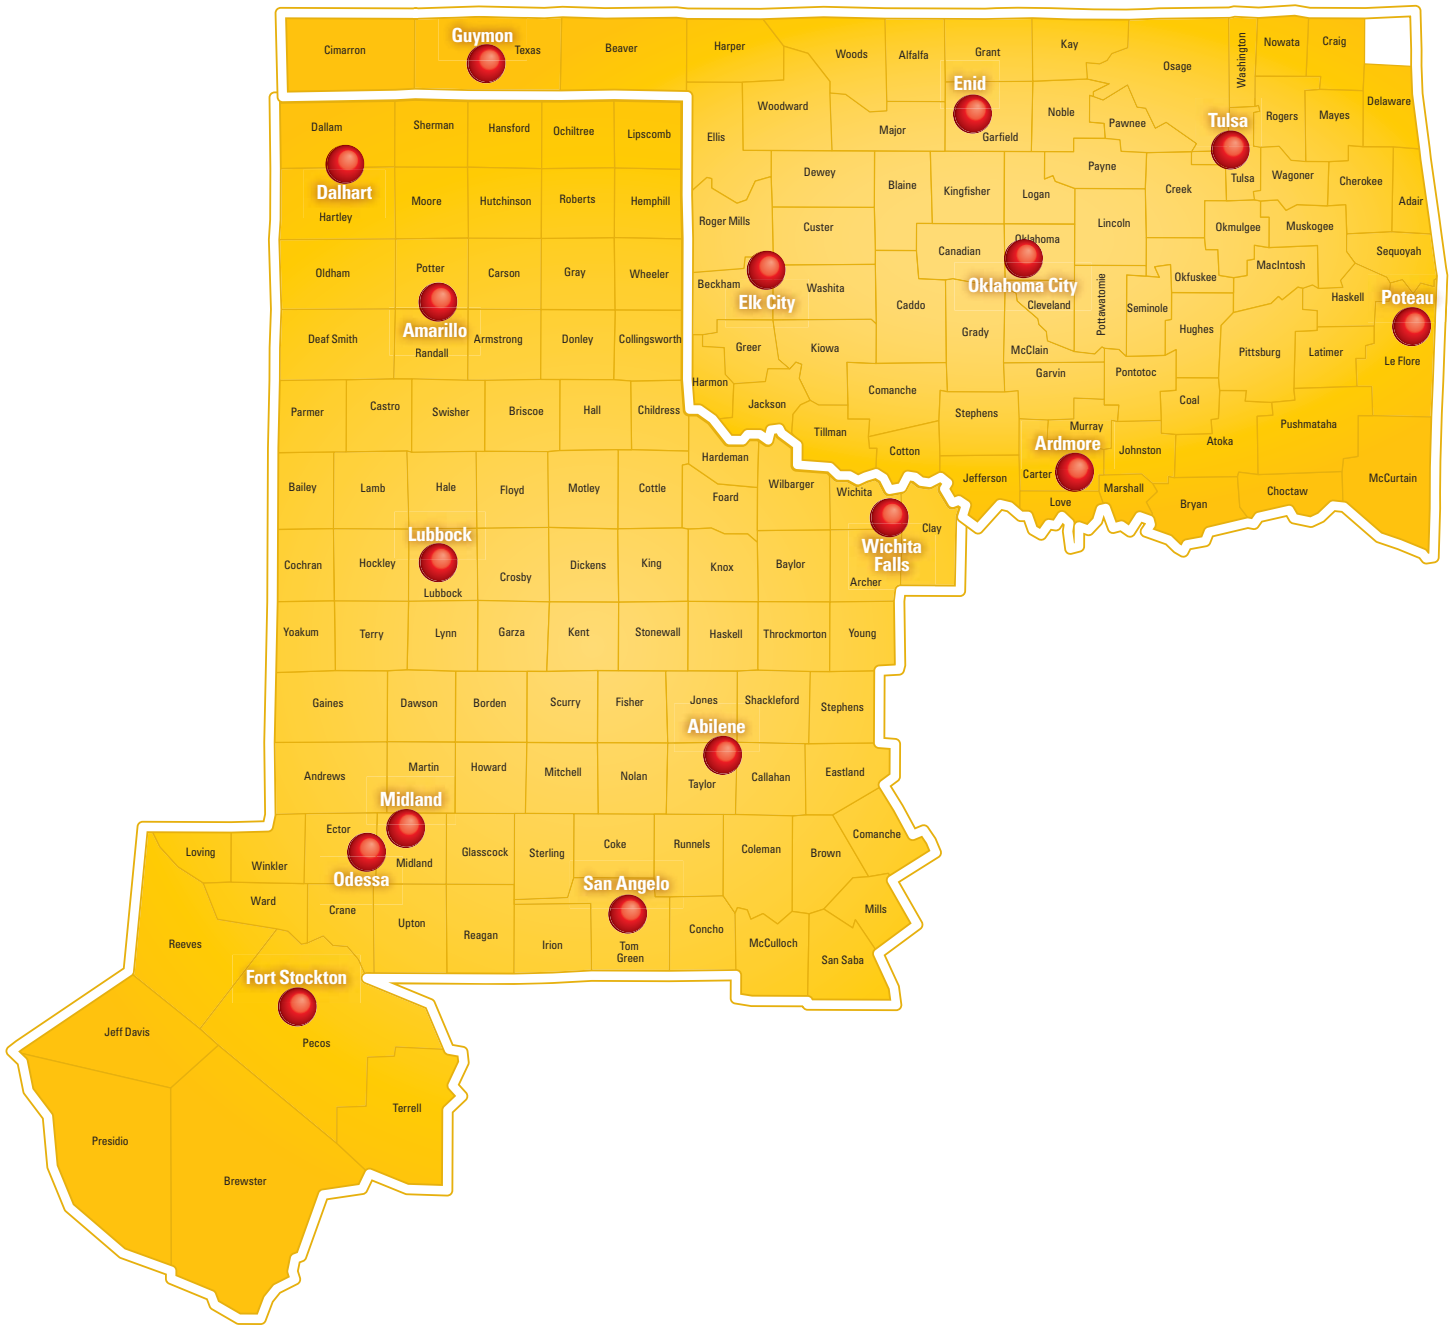 Guymon
Cimarron
Texas
Beaver
Harper
Woods
Alfalfa
Grant
Kay
Osage
Washington
Nowata
Craig
Enid
Woodward
Ellis
Major
Garfield
Noble
Pawnee
Tulsa
Rogers
Mayes
Delaware
Dallam
Sherman
Hansford
Ochiltree
Lipscomb
Dalhart
Hartley
Moore
Hutchinson
Roberts
Hemphill
Dewey
Blaine
Kingfisher
Logan
Payne
Creek
Tulsa
Wagoner
Cherokee
Adair
Roger Mills
Custer
Canadian
Oklahoma
Lincoln
Okmulgee
Muskogee
Sequoyah
Oldham
Potter
Carson
Gray
Wheeler
Beckham
Elk City
Washita
Caddo
Oklahoma City
Cleveland
Pottawatomie
Seminole
Okfuskee
MacIntosh
Haskell
Poteau
Amarillo
Deaf Smith
Randall
Armstrong
Donley
Collingsworth
Greer
Kiowa
Grady
McClain
Hughes
Pittsburg
Latimer
Le Flore
Harmon
Jackson
Comanche
Garvin
Pontotoc
Coal
Parmer
Castro
Swisher
Briscoe
Hall
Childress
Tillman
Cotton
Stephens
Murray
Ardmore
Johnston
Atoka
Pushmataha
Jefferson
Carter
Love
Marshall
Bryan
Choctaw
McCurtain
Bailey
Lamb
Hale
Floyd
Motley
Cottle
Hardeman
Foard
Wilbarger
Wichita
Clay
Wichita
Falls
Archer
Lubbock
Cochran
Hockley
Lubbock
Crosby
Dickens
King
Knox
Baylor
Yoakum
Terry
Lynn
Garza
Kent
Stonewall
Haskell
Throckmorton
Young
Gaines
Dawson
Borden
Scurry
Fisher
Jones
Shackleford
Stephens
Abilene
Andrews
Martin
Howard
Mitchell
Nolan
Taylor
Callahan
Eastland
Midland
Ector
Midland
Odessa
Loving
Winkler
Glasscock
Sterling
Coke
Runnels
Coleman
Brown
Comanche
San Angelo
Ward
Crane
Upton
Reagan
Irion
Tom
Green
Concho
McCulloch
Mills
San Saba
Reeves
Fort Stockton
Pecos
Jeff Davis
Terrell
Presidio
Brewster